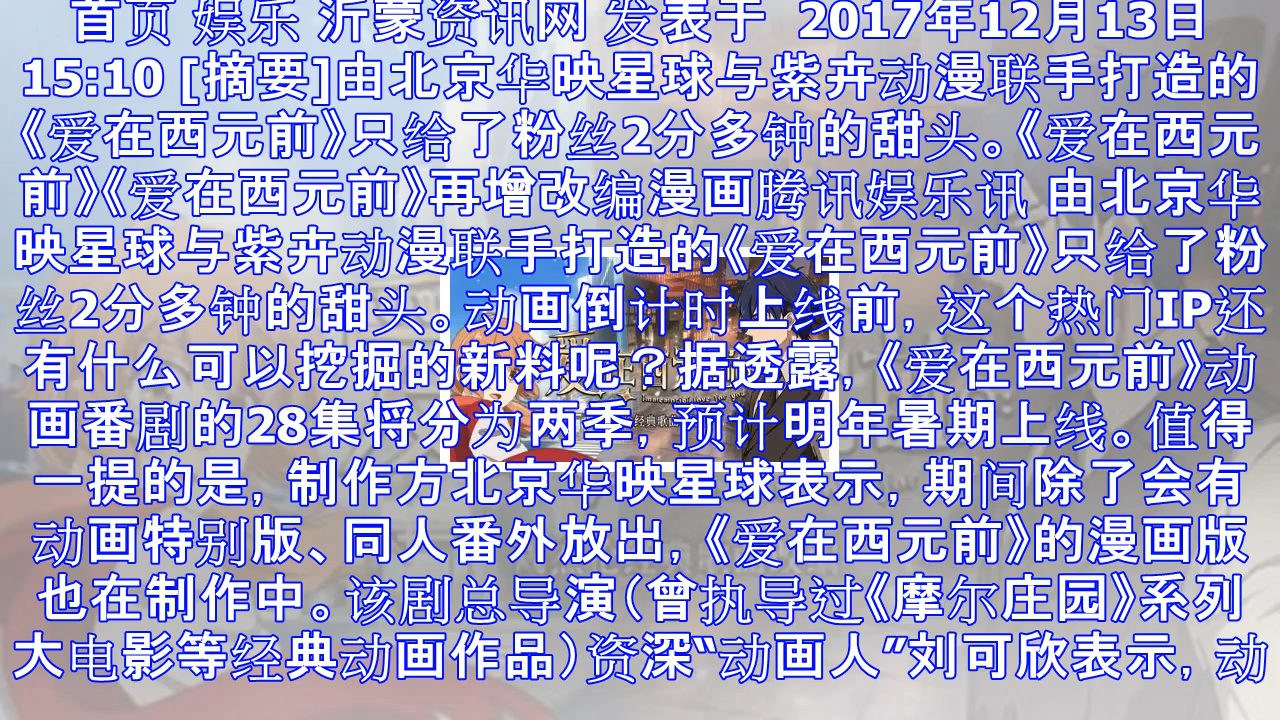 首页 娱乐 沂蒙资讯网 发表于 2017年12月13日
15:10 [摘要]由北京华映星球与紫卉动漫联手打造的
《爱在西元前》只给了粉丝2分多钟的甜头。《爱在西元
前》《爱在西元前》再增改编漫画腾讯娱乐讯 由北京华
映星球与紫卉动漫联手打造的《爱在西元前》只给了粉
丝2分多钟的甜头。动画倒计时上线前，这个热门IP还
有什么可以挖掘的新料呢？据透露，《爱在西元前》动
画番剧的28集将分为两季，预计明年暑期上线。值得
一提的是，制作方北京华映星球表示，期间除了会有
动画特别版、同人番外放出，《爱在西元前》的漫画版
也在制作中。该剧总导演（曾执导过《摩尔庄园》系列
大电影等经典动画作品）资深“动画人”刘可欣表示，动